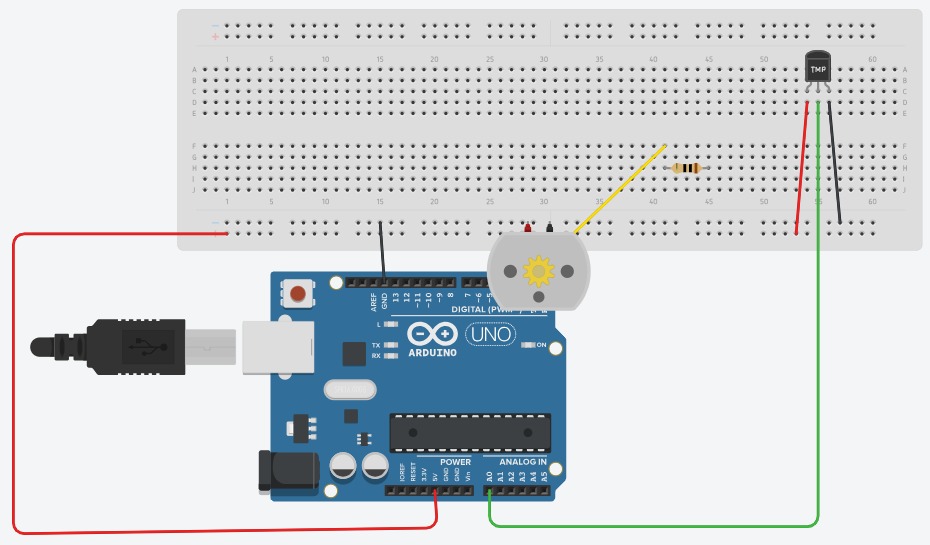 - +
1 5 10 15 20 25 30 35 40 45 50 55 60
A A
B B
C C
D D
E E
TMP
F F
G G
H H
I I
J J
1 5 10 15 20 25 30 35 40 45 50 55 60
- +
AREF GND 13 12 ~11 ~10 ~9 8 7 ~6 ~5
DIGITAL (PWM
L
TX
RX
ARDUINO
UNO
ON
POWER ANALOG IN
IOREF RESET 3.3V 5V GND GND Vin A0 A1 A2 A3 A4 A5